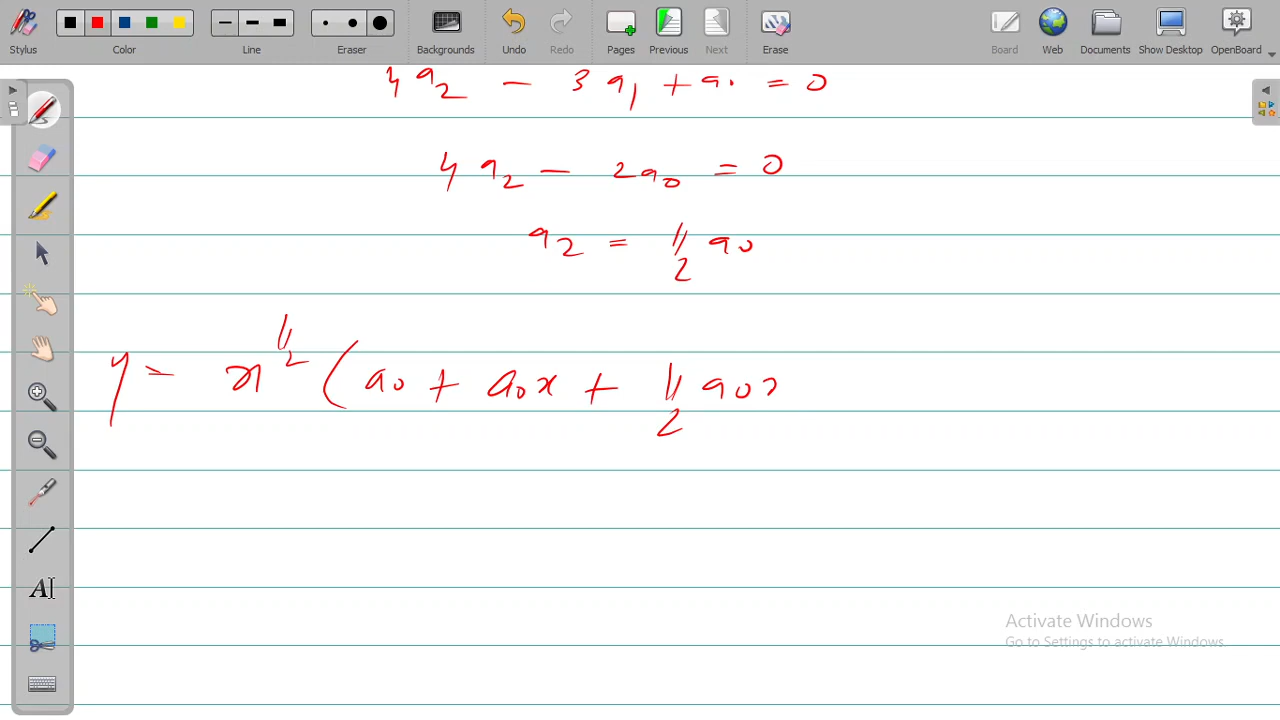 Stylus Color Line Eraser Backgrounds Undo Redo Pages Previous Next Erase Board Web Documents Show Desktop OpenBoard
4a₂ - 3a₁ + a₀ = 0
4a₂ - 2a₀ = 0
a₂ = 1/2 a₀
y = x^1/2 (a₀ + a₀x + 1/2 a₀x
Activate Windows
Go to Settings to activate Windows.